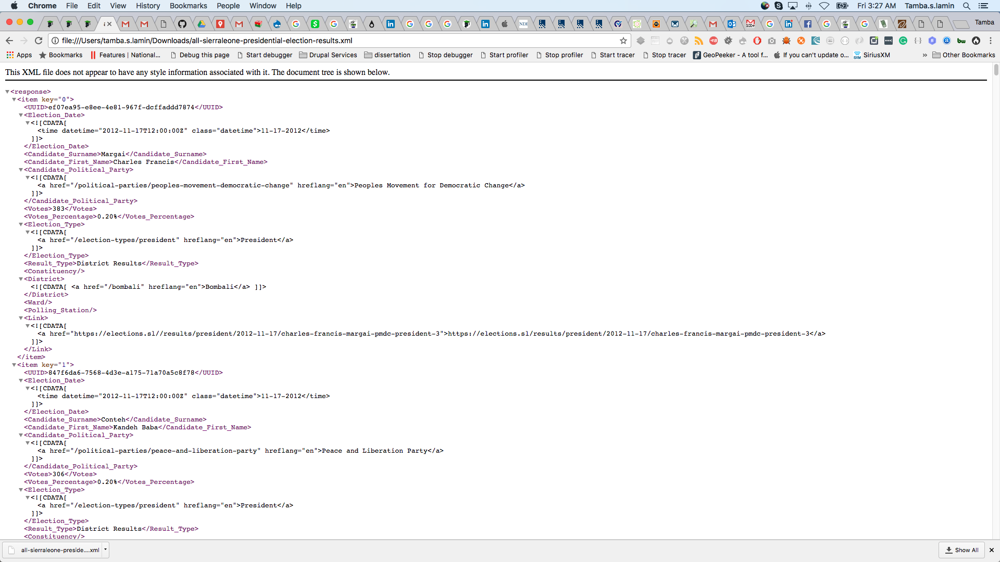 Chrome File Edit View History Bookmarks People Window Help Fri 3:27 AM Tamba.s.lamin
Tamba
file:///Users/tamba.s.lamin/Downloads/all-sierraleone-presidential-election-results.xml
Apps Bookmarks Features | National... Debug this page Start debugger Drupal Services dissertation Stop debugger Start profiler Stop profiler Start tracer Stop tracer GeoPeeker - A tool f... If you can't update o... SiriusXM » Other Bookmarks
This XML file does not appear to have any style information associated with it. The document tree is shown below.
<response>
<item key="0">
<UUID>ef07ea95-e8ee-4e81-967f-dcffaddd7874</UUID>
<Election_Date>
<![CDATA[
<time datetime="2012-11-17T12:00:00Z" class="datetime">11-17-2012</time>
]]>
</Election_Date>
<Candidate_Surname>Margai</Candidate_Surname>
<Candidate_First_Name>Charles Francis</Candidate_First_Name>
<Candidate_Political_Party>
<![CDATA[
<a href="/political-parties/peoples-movement-democratic-change" hreflang="en">Peoples Movement for Democratic Change</a>
]]>
</Candidate_Political_Party>
<Votes>383</Votes>
<Votes_Percentage>0.20%</Votes_Percentage>
<Election_Type>
<![CDATA[
<a href="/election-types/president" hreflang="en">President</a>
]]>
</Election_Type>
<Result_Type>District Results</Result_Type>
<Constituency/>
<District>
<![CDATA[ <a href="/bombali" hreflang="en">Bombali</a> ]]>
</District>
<Ward/>
<Polling_Station/>
<Link>
<![CDATA[
<a href="https://elections.sl//results/president/2012-11-17/charles-francis-margai-pmdc-president-3">https://elections.sl/results/president/2012-11-17/charles-francis-margai-pmdc-president-3</a>
]]>
</Link>
</item>
<item key="1">
<UUID>847f6da6-7568-4d3e-a175-71a70a5c8f78</UUID>
<Election_Date>
<![CDATA[
<time datetime="2012-11-17T12:00:00Z" class="datetime">11-17-2012</time>
]]>
</Election_Date>
<Candidate_Surname>Conteh</Candidate_Surname>
<Candidate_First_Name>Kandeh Baba</Candidate_First_Name>
<Candidate_Political_Party>
<![CDATA[
<a href="/political-parties/peace-and-liberation-party" hreflang="en">Peace and Liberation Party</a>
]]>
</Candidate_Political_Party>
<Votes>306</Votes>
<Votes_Percentage>0.20%</Votes_Percentage>
<Election_Type>
<![CDATA[
<a href="/election-types/president" hreflang="en">President</a>
]]>
</Election_Type>
<Result_Type>District Results</Result_Type>
<Constituency/>
all-sierraleone-preside....xml
Show All